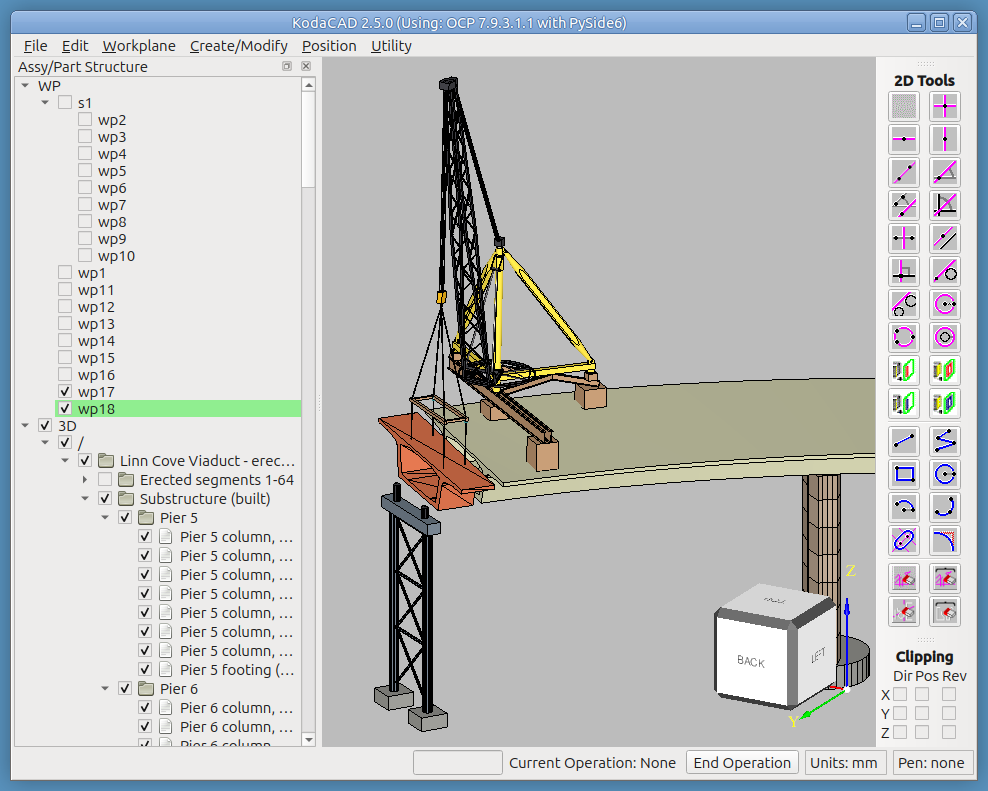 KodaCAD 2.5.0 (Using: OCP 7.9.3.1.1 with PySide6)
File Edit Workplane Create/Modify Position Utility
Assy/Part Structure
WP
s1
wp2
wp3
wp4
wp5
wp6
wp7
wp8
wp9
wp10
wp1
wp11
wp12
wp13
wp14
wp15
wp16
wp17
wp18
3D
/
Linn Cove Viaduct - erec...
Erected segments 1-64
Substructure (built)
Pier 5
Pier 5 column, ...
Pier 5 column, ...
Pier 5 column, ...
Pier 5 column, ...
Pier 5 column, ...
Pier 5 column, ...
Pier 5 column, ...
Pier 5 footing (...
Pier 6
Pier 6 column, ...
Pier 6 column, ...
Pier 6 column, ...
Z
BACK
LEFT
Y
2D Tools
Clipping
Dir Pos Rev
X
Y
Z
Current Operation: None
End Operation
Units: mm
Pen: none